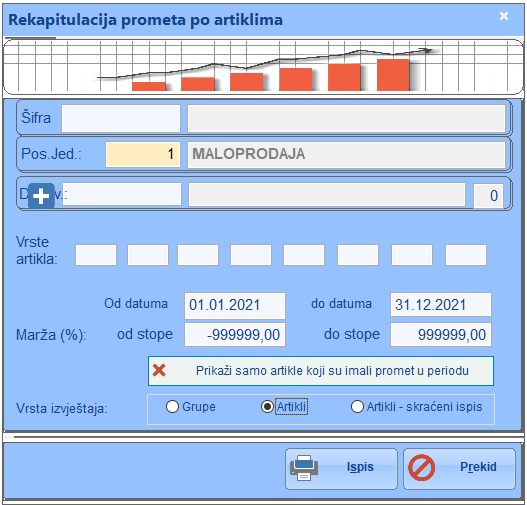 Rekapitulacija prometa po artiklima
Šifra
Pos.Jed.: 1 MALOPRODAJA
0
Vrste
artikla:
Od datuma 01.01.2021 do datuma 31.12.2021
Marža (%): od stope -999999,00 do stope 999999,00
Prikaži samo artikle koji su imali promet u periodu
Vrsta izvještaja: Grupe Artikli Artikli - skraćeni ispis
Ispis Prekid